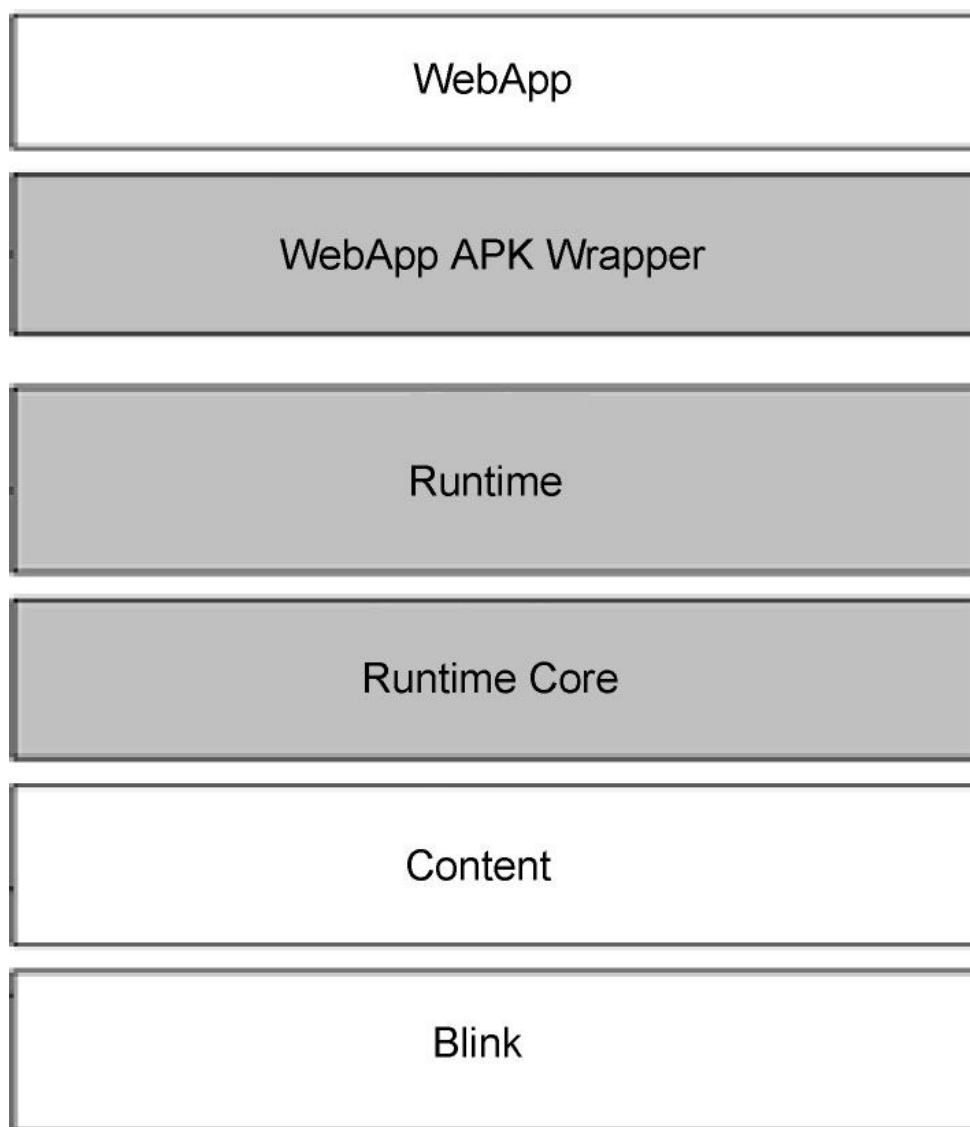 WebApp
WebApp APK Wrapper
Runtime
Runtime Core
Content
Blink